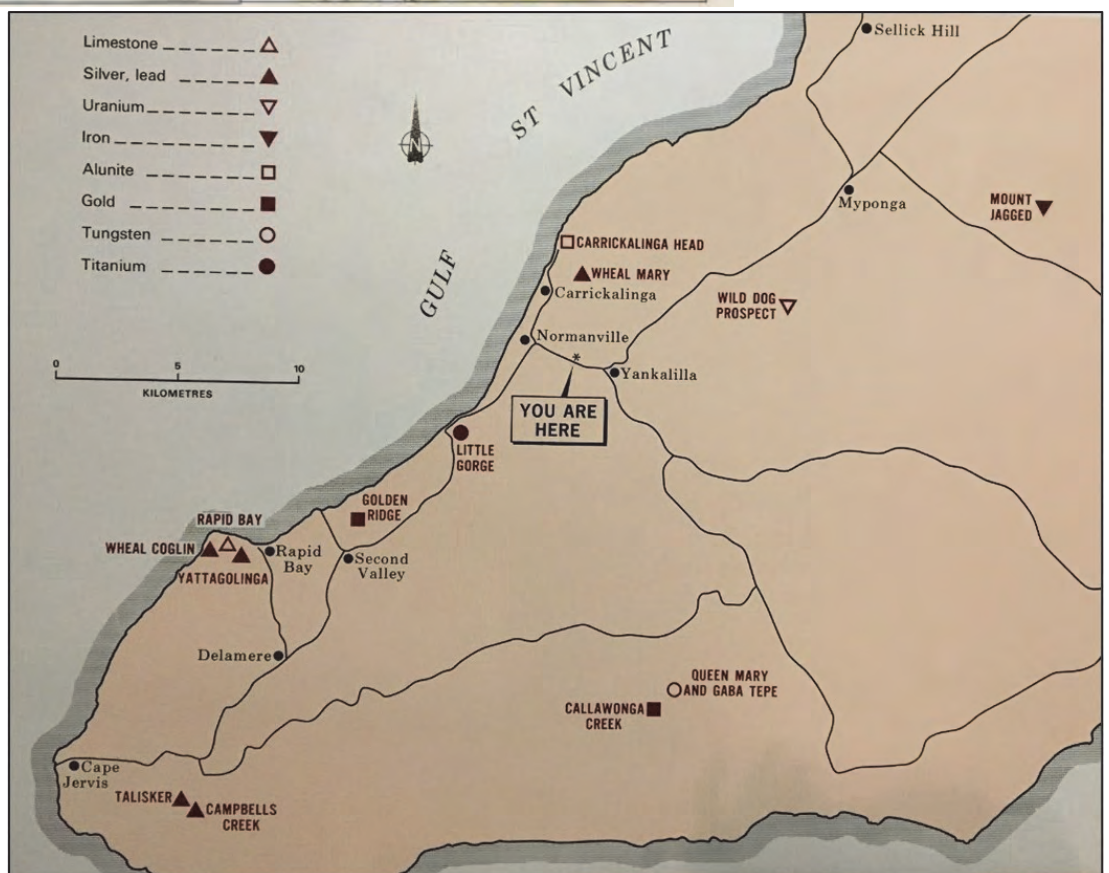 Limestone
Silver, lead
Uranium
Iron
Alunite
Gold
Tungsten
Titanium
N
0 5 10
KILOMETRES
GULF ST VINCENT
Sellick Hill
Myponga
MOUNT
JAGGED
CARRICKALINGA HEAD
WHEAL MARY
Carrickalinga
WILD DOG
PROSPECT
Normanville
*
Yankalilla
YOU ARE
HERE
LITTLE
GORGE
GOLDEN
RIDGE
RAPID BAY
WHEAL COGLIN
YATTAGOLINGA
Rapid
Bay
Second
Valley
Delamere
QUEEN MARY
AND GABA TEPE
CALLAWONGA
CREEK
Cape
Jervis
TALISKER
CAMPBELLS
CREEK